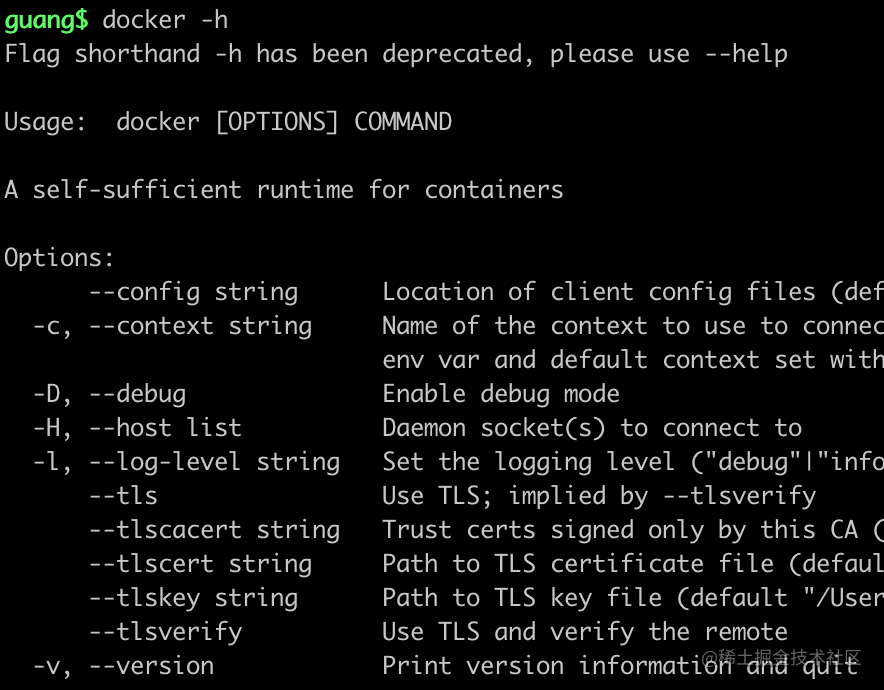 guang$ docker -h
Flag shorthand -h has been deprecated, please use --help
Usage:  docker [OPTIONS] COMMAND
A self-sufficient runtime for containers
Options:
      --config string      Location of client config files (def
  -c, --context string     Name of the context to use to connec
                           env var and default context set with
  -D, --debug              Enable debug mode
  -H, --host list          Daemon socket(s) to connect to
  -l, --log-level string   Set the logging level ("debug"|"info
      --tls                Use TLS; implied by --tlsverify
      --tlscacert string   Trust certs signed only by this CA (
      --tlscert string     Path to TLS certificate file (defaul
      --tlskey string      Path to TLS key file (default "/User
      --tlsverify          Use TLS and verify the remote
  -v, --version            Print version information and quit
@稀土掘金技术社区